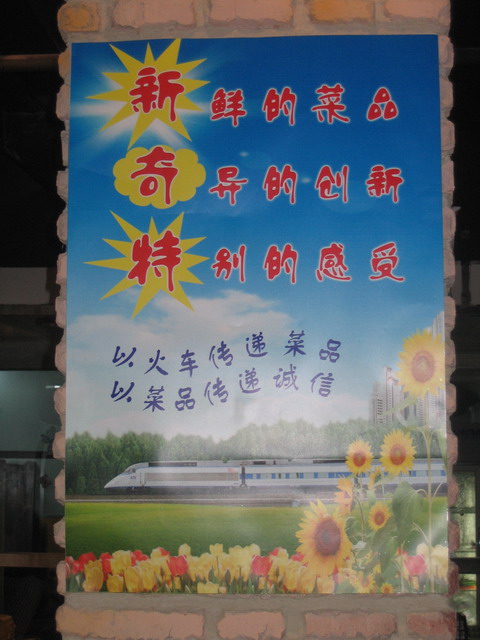 新鲜的菜品
奇异的创新
特别的感受
以火车传递菜品
以菜品传递诚信